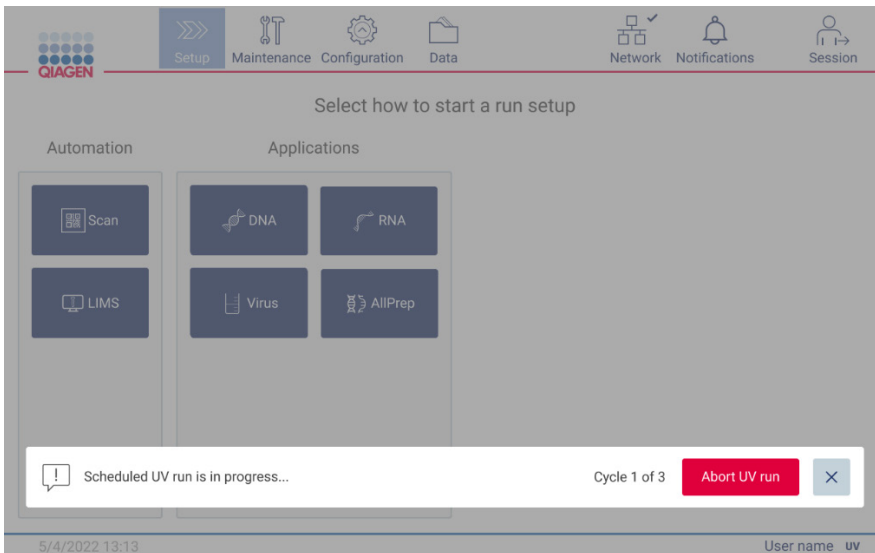 QIAGEN
Setup Maintenance Configuration Data Network Notifications Session
Select how to start a run setup
Automation Applications
Scan DNA RNA
LIMS Virus AllPrep
Scheduled UV run is in progress... Cycle 1 of 3 Abort UV run
5/4/2022 13:13 User name UV